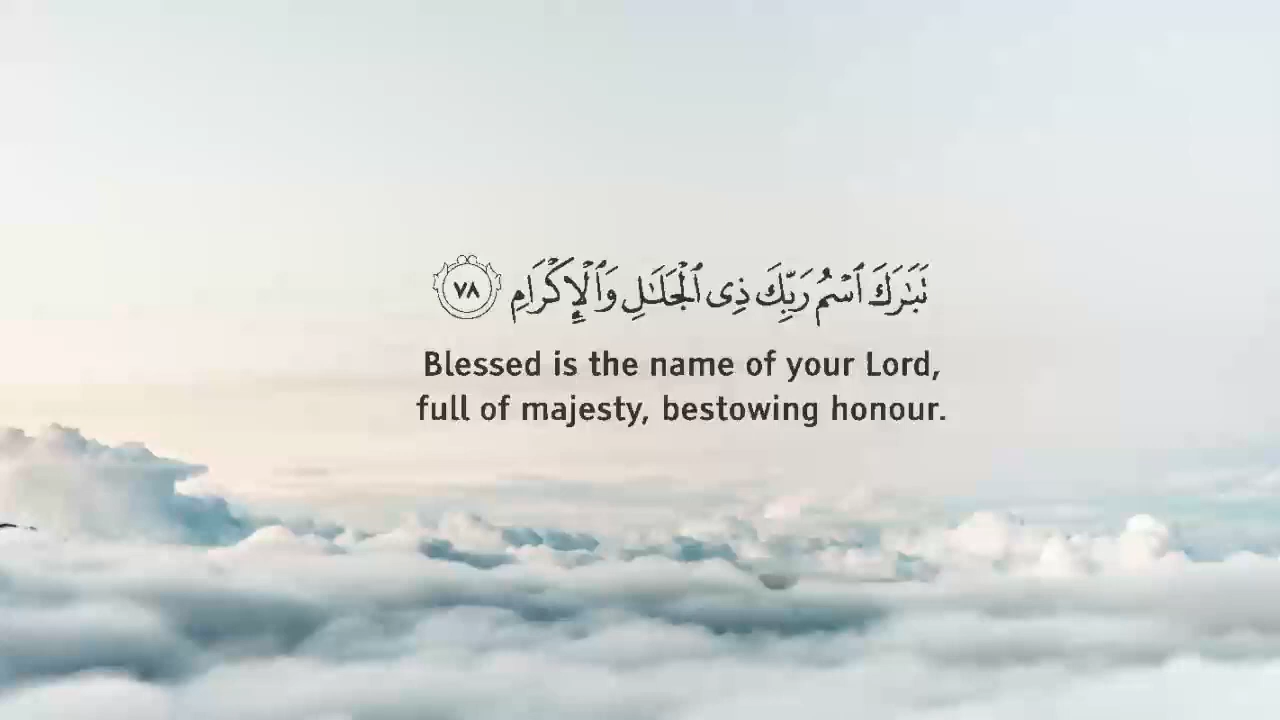 تَبَٰرَكَ ٱسْمُ رَبِّكَ ذِى ٱلْجَلَٰلِ وَٱلْإِكْرَامِ ٧٨
Blessed is the name of your Lord,
full of majesty, bestowing honour.